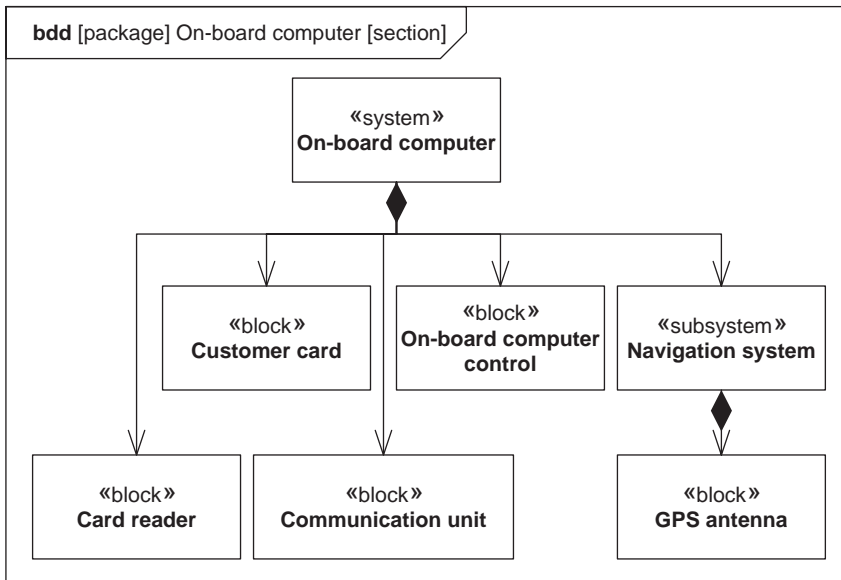 bdd [package] On-board computer [section]
«system»
On-board computer
«block»
Customer card
«block»
On-board computer
control
«subsystem»
Navigation system
«block»
Card reader
«block»
Communication unit
«block»
GPS antenna